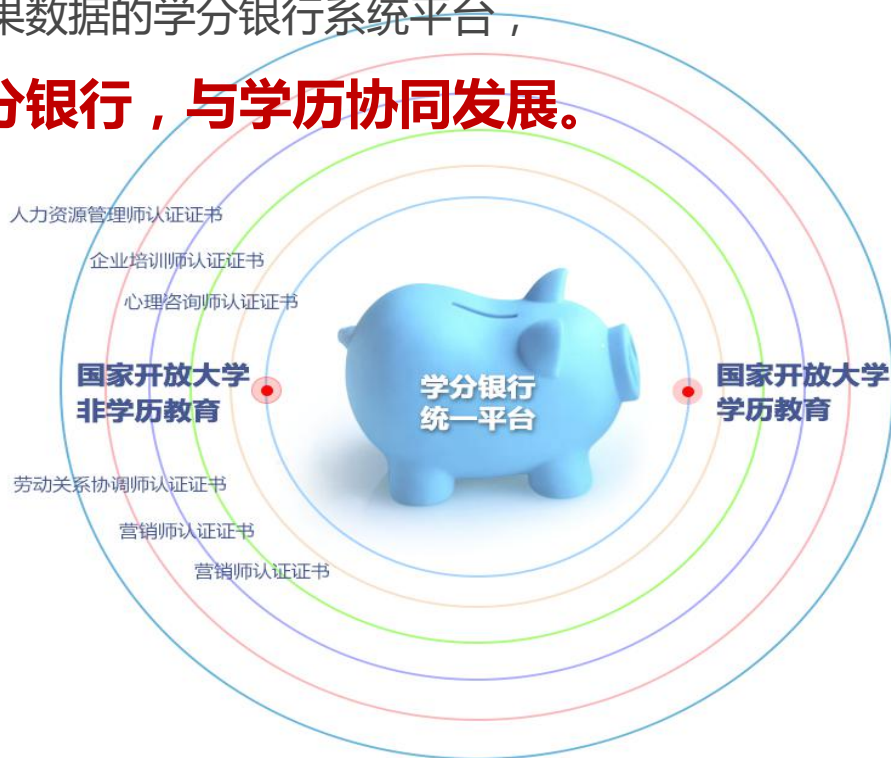 果数据的学分银行系统平台，
分银行，与学历协同发展。
人力资源管理师认证证书
企业培训师认证证书
心理咨询师认证证书
国家开放大学
非学历教育
学分银行
统一平台
国家开放大学
学历教育
劳动关系协调师认证证书
营销师认证证书
营销师认证证书